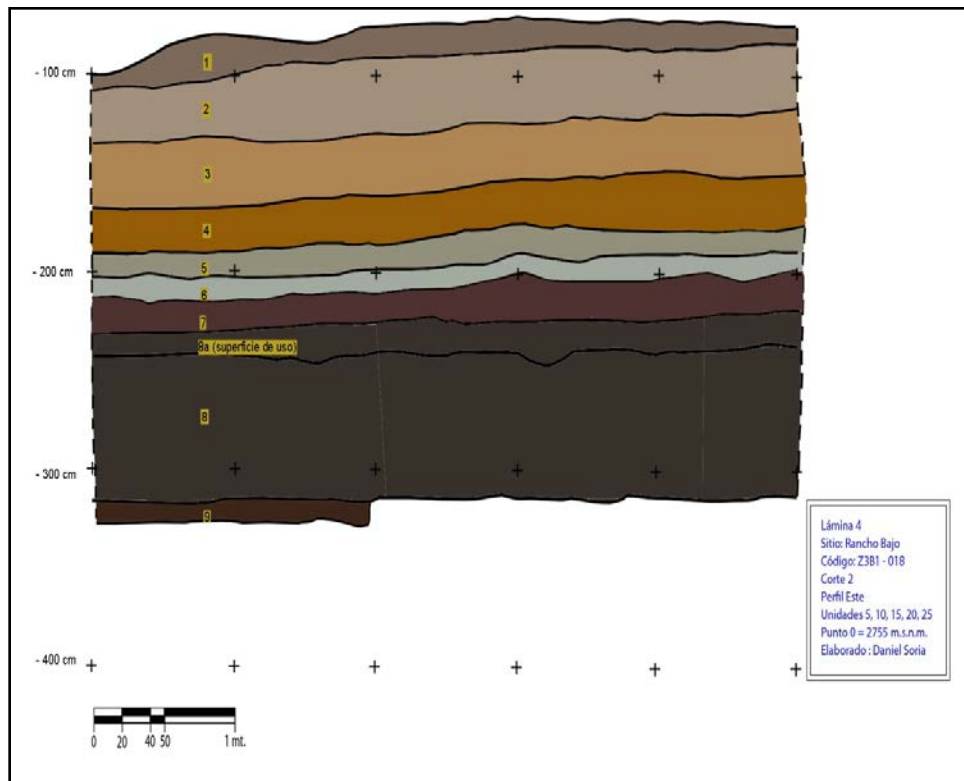 1
- 100 cm
2
3
4
5
- 200 cm
6
7
8a (superficie de uso)
8
- 300 cm
9
Lámina 4
Sitio: Rancho Bajo
Código: Z3B1 - 018
Corte 2
Perfil Este
Unidades 5, 10, 15, 20, 25
Punto 0 = 2755 m.s.n.m.
Elaborado : Daniel Soria
- 400 cm
0 20 40 50 1 mt.